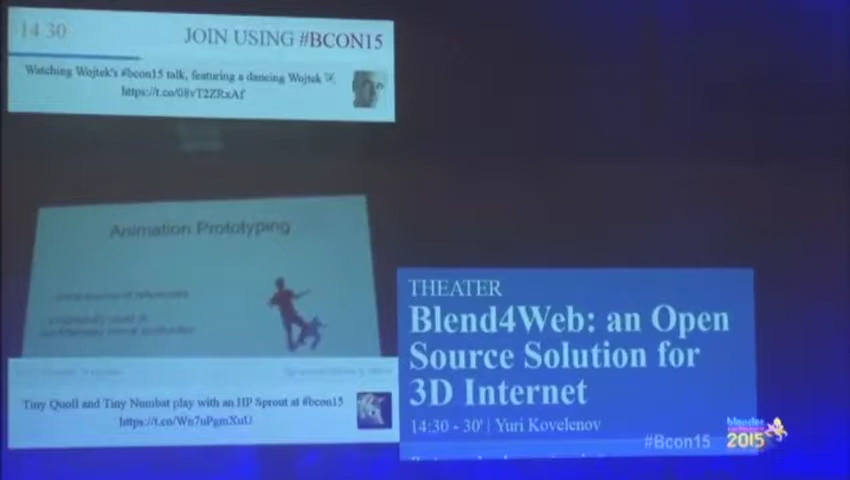 14 30
JOIN USING #BCON15
Watching Wojtek's #bcon15 talk, featuring a dancing Wojtek
https://t.co/08vT2ZRxAf
Animation Prototyping
Tiny Quoll and Tiny Numbat play with an HP Sprout at #bcon15
https://t.co/Wn7uPgmXuU
THEATER
Blend4Web: an Open
Source Solution for
3D Internet
14:30 - 30' | Yuri Kovelenov
#Bcon15
blender
conference
2015